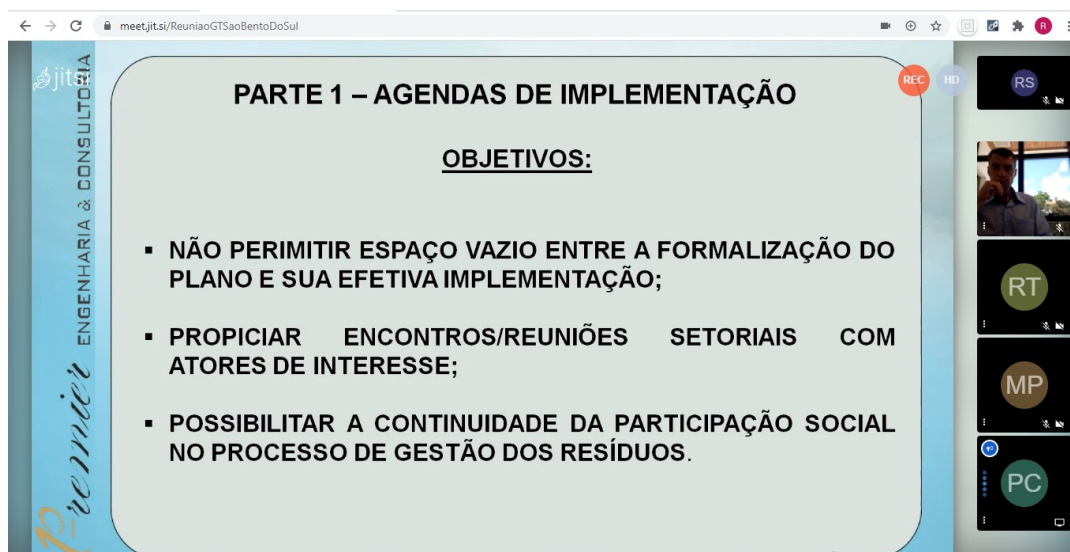 meet.jit.si/ReuniaoGTSaoBentoDoSul
R
jitsi
Premier ENGENHARIA & CONSULTORIA
PARTE 1 – AGENDAS DE IMPLEMENTAÇÃO
OBJETIVOS:
▪ NÃO PERIMITIR ESPAÇO VAZIO ENTRE A FORMALIZAÇÃO DO
PLANO E SUA EFETIVA IMPLEMENTAÇÃO;
▪ PROPICIAR ENCONTROS/REUNIÕES SETORIAIS COM
ATORES DE INTERESSE;
▪ POSSIBILITAR A CONTINUIDADE DA PARTICIPAÇÃO SOCIAL
NO PROCESSO DE GESTÃO DOS RESÍDUOS.
REC
HD
RS
RT
MP
PC